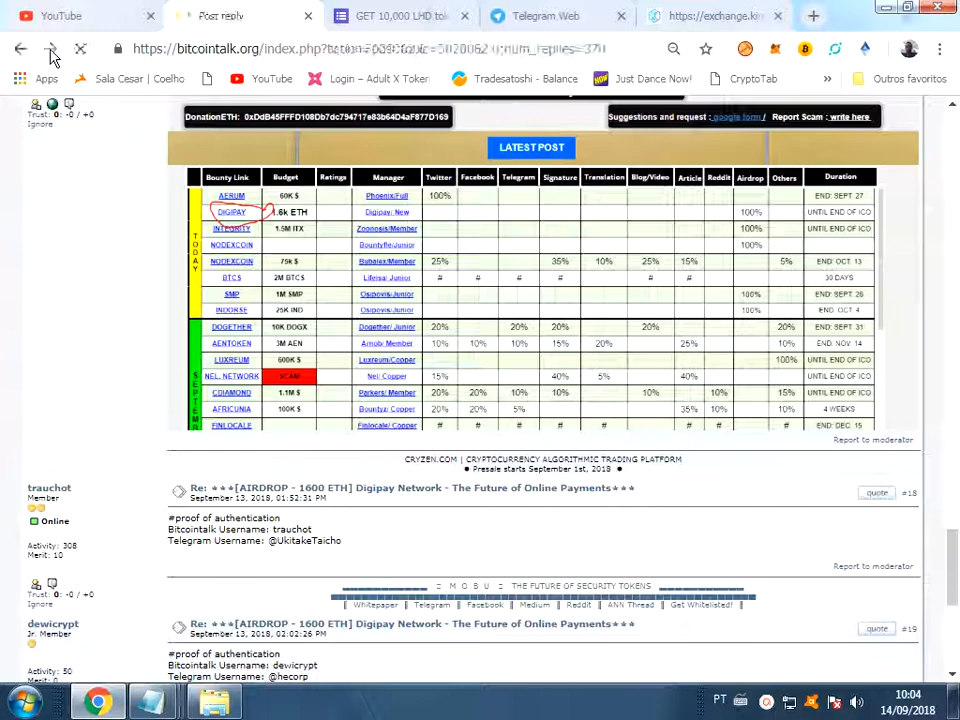 YouTube
Post reply
GET 10,000 LHD tok
Telegram Web
https://exchange.kin
https://bitcointalk.org/index.php?
Apps
Sala Cesar | Coelho
YouTube
Login – Adult X Token
Tradesatoshi - Balance
Just Dance Now!
CryptoTab
»
Outros favoritos
Trust: 0: -0 / +0
Ignore
DonationETH: 0xDdB45FFFD108Db7dc794717e83b64D4aF877D169
Suggestions and request : google form / Report Scam : write here
LATEST POST
Bounty Link Budget Ratings Manager Twitter Facebook Telegram Signature Translation Blog/Video Article Reddit Airdrop Others Duration
TODAY
AERUM 60K $ Phoenix/Full 100% END: SEPT. 27
DIGIPAY 1.6k ETH Digipay/ New 100% UNTIL END OF ICO
INTEGRITY 1.5M ITX Zoonosis/Member 100% UNTIL END OF ICO
NODEXCOIN Bountyfle/Junior 100%
NODEXCOIN 75k $ Bubalex/Member 25% 35% 10% 25% 15% 5% END: OCT. 13
BTCS 2M BTCS Lifeisa/ Junior # # # # # # 30 DAYS
SMP 1M SMP Osipovis/Junior 100% END: SEPT. 26
INDORSE 25K IND Osipovis/Junior 100% END: OCT. 4
SEPTEMB
DOGETHER 10K DOGX Dogether/ Junior 20% 20% 20% 20% 20% END: SEPT. 31
AENTOKEN 3M AEN Arnob/ Member 10% 10% 10% 15% 20% 25% 10% END: NOV. 14
LUXREUM 600K $ Luxreum/Copper 100% UNTIL END OF ICO
NEL. NETWORK SCAM Nel/ Copper 15% 40% 5% 40% UNTIL END OF ICO
CDIAMOND 1.1M $ Parkers/ Member 20% 20% 10% 10% 10% 10% 15% UNTIL END OF ICO
AFRICUNIA 100K $ Bountyz/ Copper 20% 20% 5% 35% 10% 10% 4 WEEKS
FINLOCALE Finlocale/ Copper # # # # # # # # END: DEC. 15
Report to moderator
CRYZEN.COM | CRYPTOCURRENCY ALGORITHMIC TRADING PLATFORM
● Presale starts September 1st, 2018 ●
trauchot
Member
Online
Activity: 308
Merit: 10
Re: ★★★[AIRDROP - 1600 ETH] Digipay Network - The Future of Online Payments★★★
September 13, 2018, 01:52:31 PM
quote #18
#proof of authentication
Bitcointalk Username: trauchot
Telegram Username: @UkitakeTaicho
Report to moderator
Trust: 0: -0 / +0
Ignore
M O B U THE FUTURE OF SECURITY TOKENS
Whitepaper | Telegram | Facebook | Medium | Reddit | ANN Thread | Get Whitelisted!
dewicrypt
Jr. Member
Activity: 50
Merit: 0
Re: ★★★[AIRDROP - 1600 ETH] Digipay Network - The Future of Online Payments★★★
September 13, 2018, 02:02:26 PM
quote #19
#proof of authentication
Bitcointalk Username: dewicrypt
Telegram Username: @hecorp
PT
10:04
14/09/2018